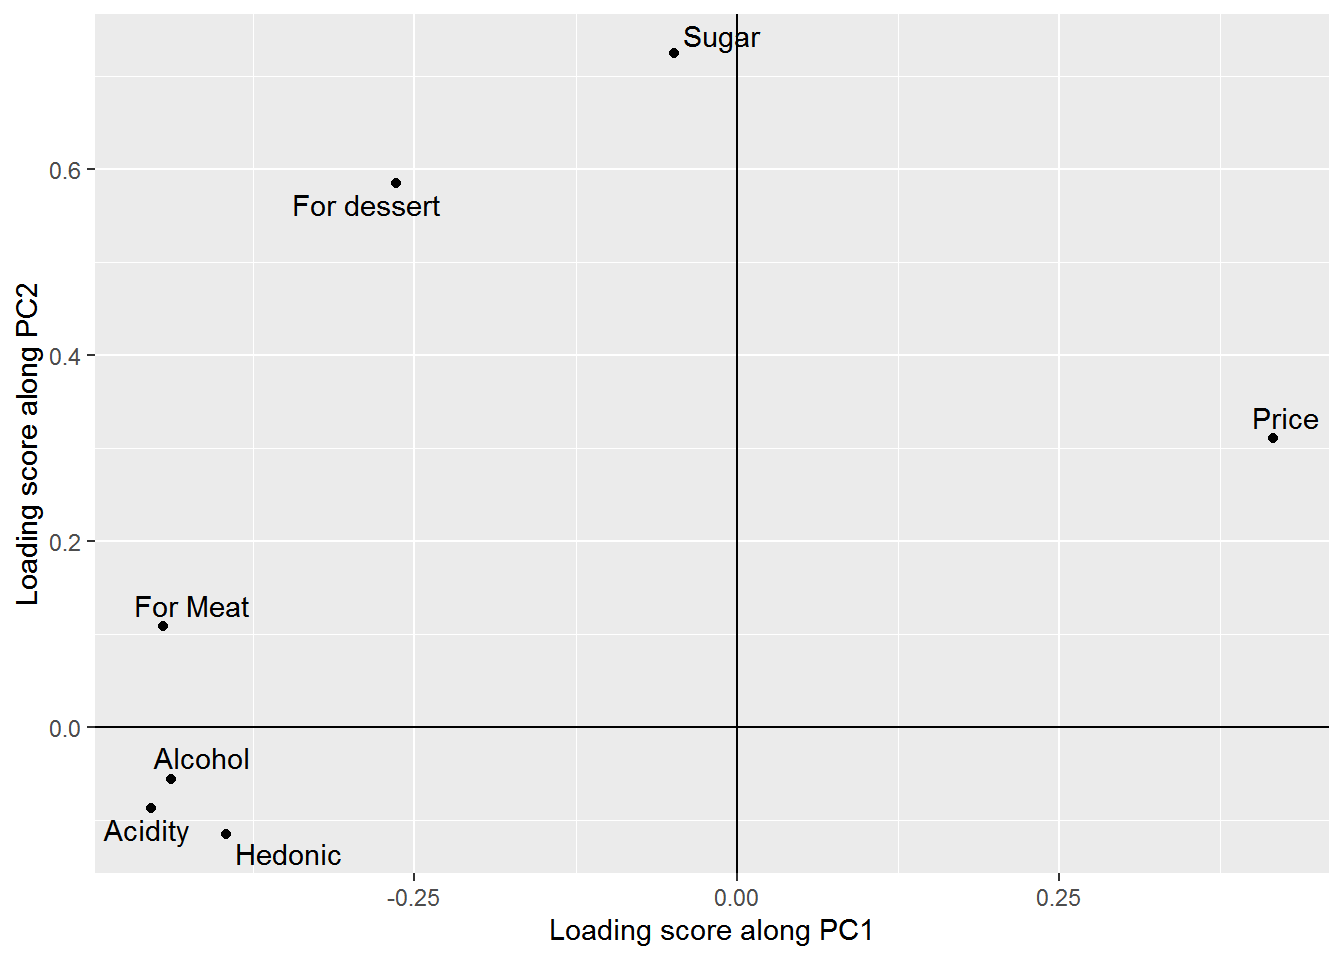 Sugar
0.6
For dessert
0.4
Price
Loading score along PC2
0.2
For Meat
0.0
Alcohol
Acidity
Hedonic
-0.25
0.00
0.25
Loading score along PC1